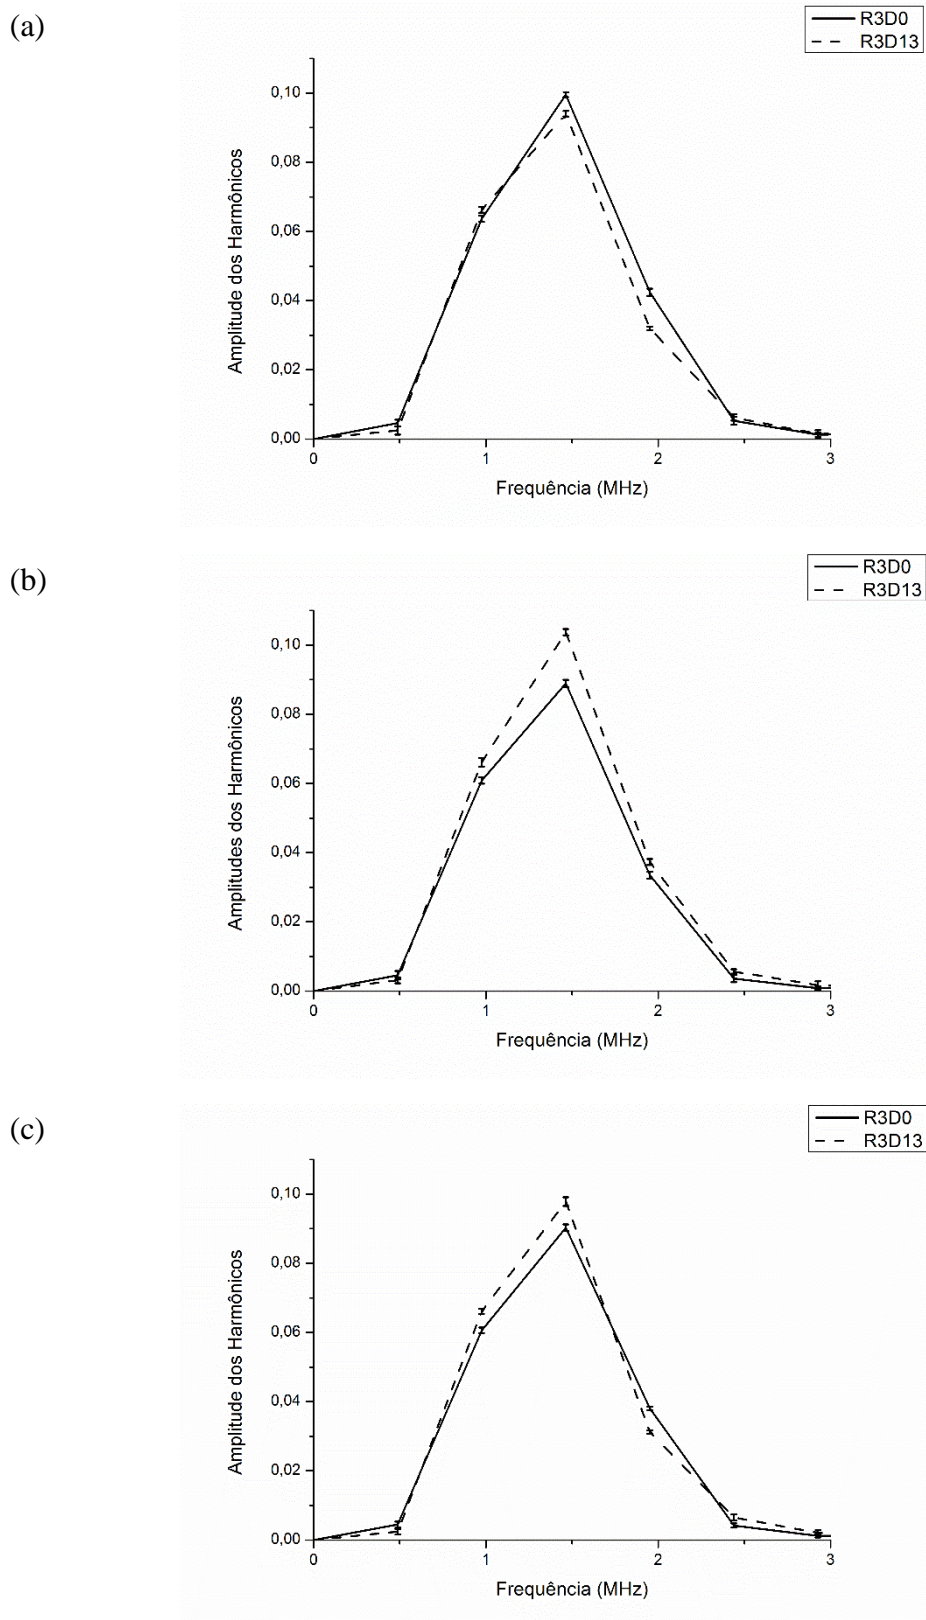 (a)
R3D0
R3D13
0,10
0,08
0,06
0,04
0,02
0,00
Amplitude dos Harmônicos
0 1 2 3
Frequência (MHz)
(b)
R3D0
R3D13
0,10
0,08
0,06
0,04
0,02
0,00
Amplitudes dos Harmônicos
0 1 2 3
Frequência (MHz)
(c)
R3D0
R3D13
0,10
0,08
0,06
0,04
0,02
0,00
Amplitude dos Harmônicos
0 1 2 3
Frequência (MHz)